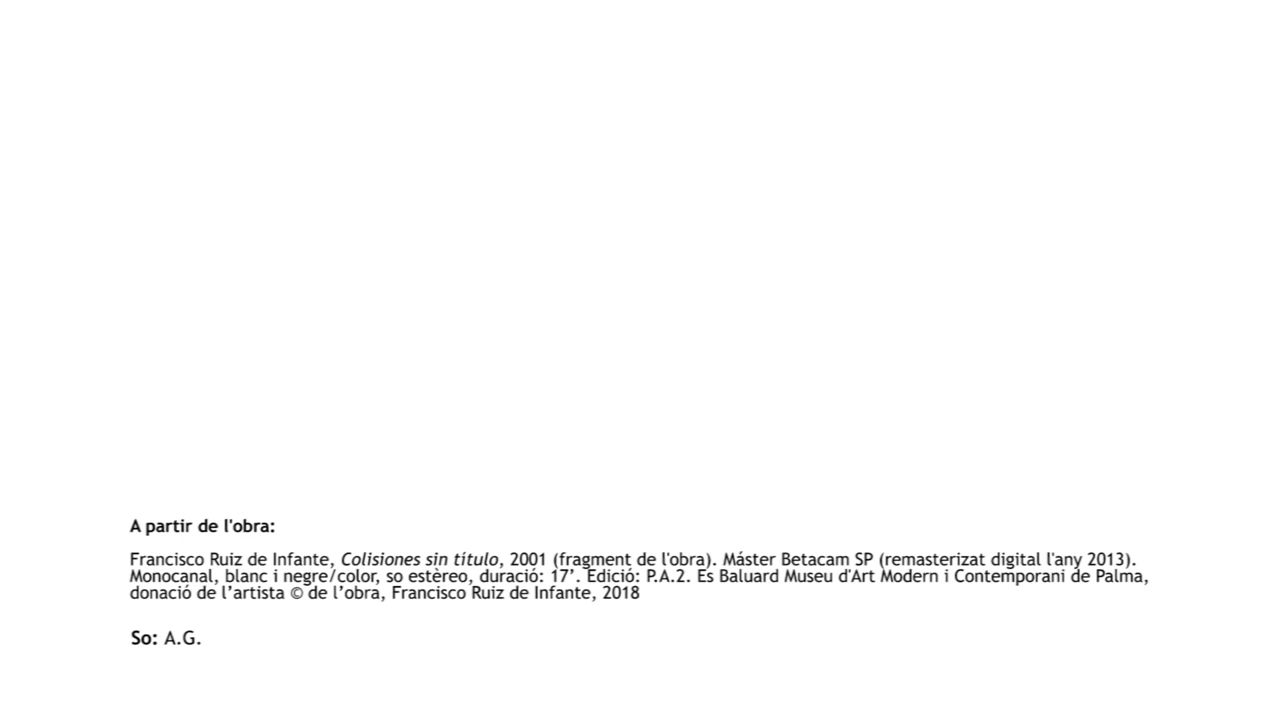 A partir de l'obra:
Francisco Ruiz de Infante, Colisiones sin título, 2001 (fragment de l'obra). Máster Betacam SP (remasterizat digital l'any 2013).
Monocanal, blanc i negre/color, so estèreo, duració: 17’. Edició: P.A.2. Es Baluard Museu d'Art Modern i Contemporani de Palma,
donació de l’artista © de l’obra, Francisco Ruiz de Infante, 2018
So: A.G.